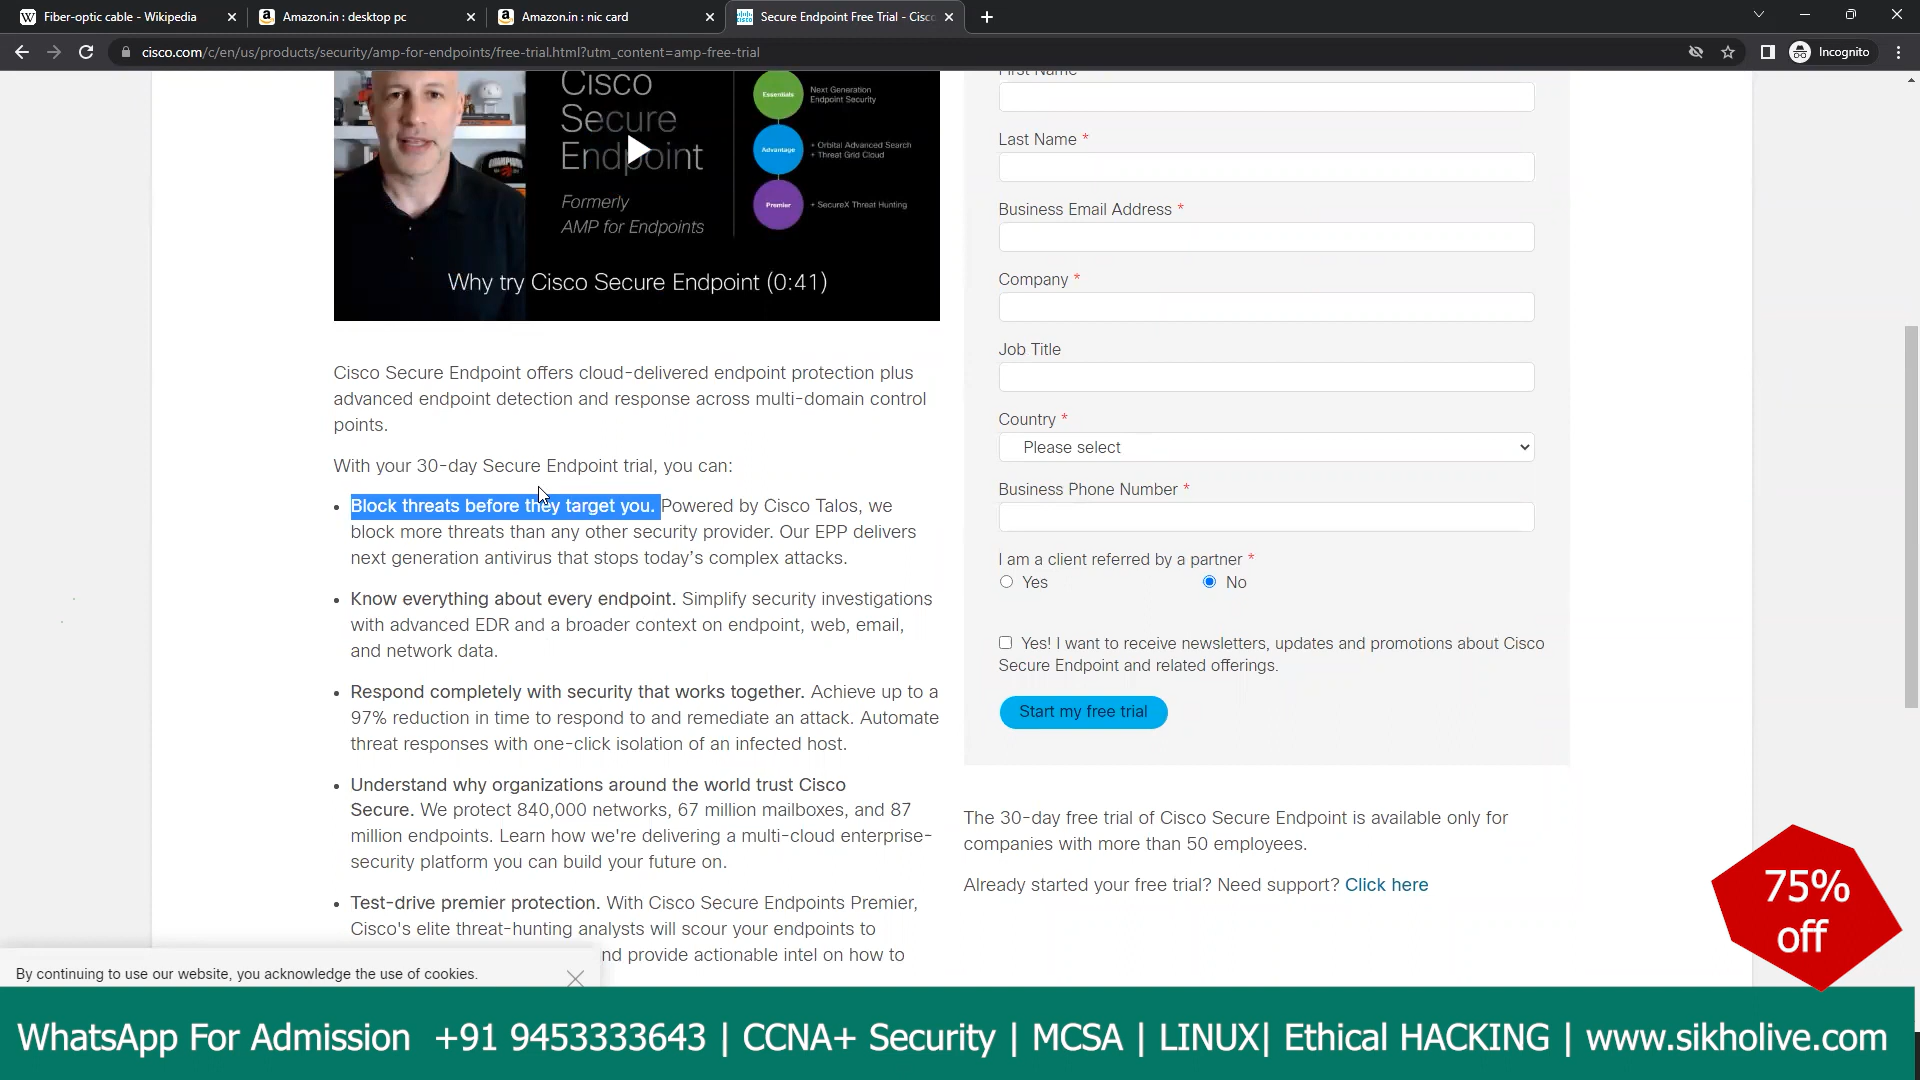 Fiber-optic cable - Wikipedia
Amazon.in : desktop pc
Amazon.in : nic card
Secure Endpoint Free Trial - Cisc
cisco.com/c/en/us/products/security/amp-for-endpoints/free-trial.html?utm_content=amp-free-trial
Incognito
Cisco
Secure
Endpoint
Formerly
AMP for Endpoints
Essentials
Next Generation
Endpoint Security
Advantage
+ Orbital Advanced Search
+ Threat Grid Cloud
Premier
+ SecureX Threat Hunting
Why try Cisco Secure Endpoint (0:41)
Cisco Secure Endpoint offers cloud-delivered endpoint protection plus
advanced endpoint detection and response across multi-domain control
points.
With your 30-day Secure Endpoint trial, you can:
• Block threats before they target you. Powered by Cisco Talos, we
block more threats than any other security provider. Our EPP delivers
next generation antivirus that stops today's complex attacks.
• Know everything about every endpoint. Simplify security investigations
with advanced EDR and a broader context on endpoint, web, email,
and network data.
• Respond completely with security that works together. Achieve up to a
97% reduction in time to respond to and remediate an attack. Automate
threat responses with one-click isolation of an infected host.
• Understand why organizations around the world trust Cisco
Secure. We protect 840,000 networks, 67 million mailboxes, and 87
million endpoints. Learn how we're delivering a multi-cloud enterprise-
security platform you can build your future on.
• Test-drive premier protection. With Cisco Secure Endpoints Premier,
Cisco's elite threat-hunting analysts will scour your endpoints to
nd provide actionable intel on how to
First Name
Last Name *
Business Email Address *
Company *
Job Title
Country *
Please select
Business Phone Number *
I am a client referred by a partner *
Yes
No
Yes! I want to receive newsletters, updates and promotions about Cisco
Secure Endpoint and related offerings.
Start my free trial
The 30-day free trial of Cisco Secure Endpoint is available only for
companies with more than 50 employees.
Already started your free trial? Need support? Click here
75%
off
By continuing to use our website, you acknowledge the use of cookies.
WhatsApp For Admission +91 9453333643 | CCNA+ Security | MCSA | LINUX| Ethical HACKING | www.sikholive.com